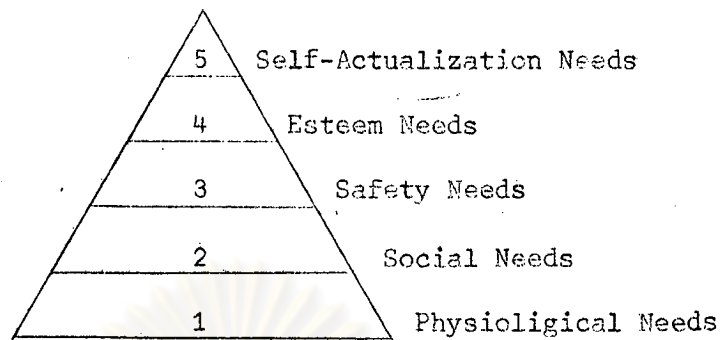 5 Self-Actualization Needs
4 Esteem Needs
3 Safety Needs
2 Social Needs
1 Physioligical Needs